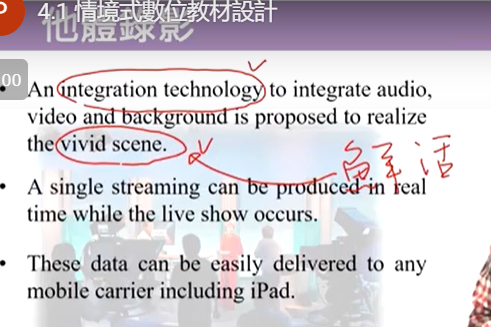 4.1 情境式數位教材設計
體錄影
00
• An integration technology to integrate audio,
video and background is proposed to realize
the vivid scene.
鮮活
• A single streaming can be produced in real
time while the live show occurs.
• These data can be easily delivered to any
mobile carrier including iPad.